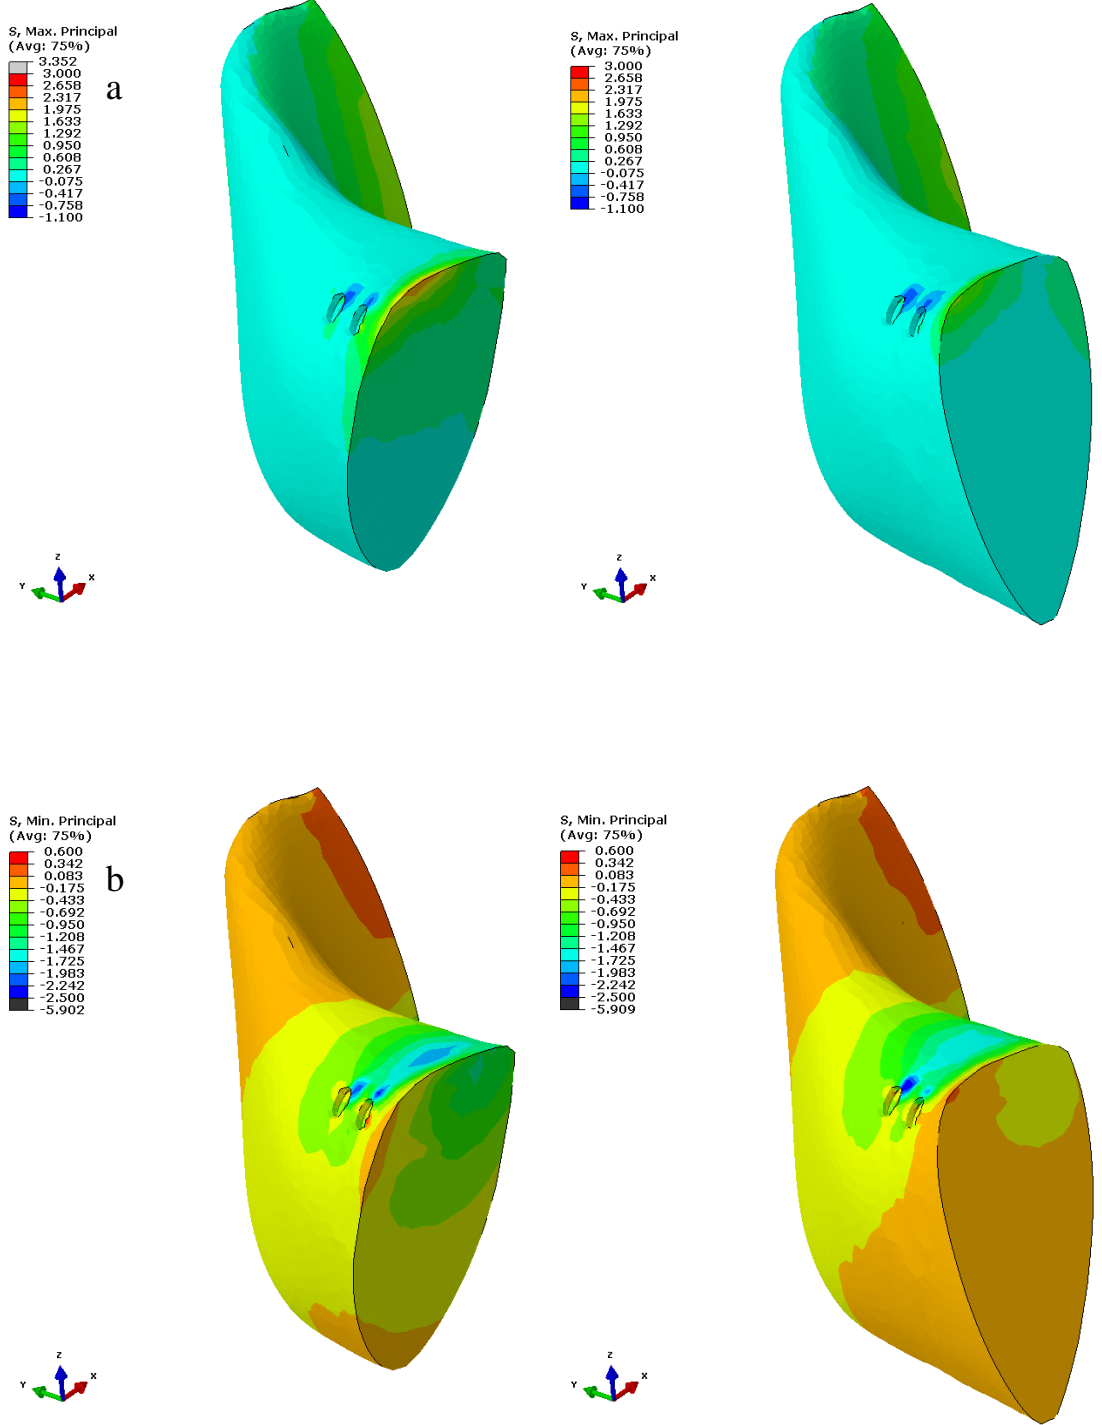 S, Max. Principal
(Avg: 75%)
3.352
3.000
2.658
2.317
1.975
1.633
1.292
0.950
0.608
0.267
-0.075
-0.417
-0.758
-1.100
a
Z
Y
X
S, Max. Principal
(Avg: 75%)
3.000
2.658
2.317
1.975
1.633
1.292
0.950
0.608
0.267
-0.075
-0.417
-0.758
-1.100
Z
Y
X
S, Min. Principal
(Avg: 75%)
0.600
0.342
0.083
-0.175
-0.433
-0.692
-0.950
-1.208
-1.467
-1.725
-1.983
-2.242
-2.500
-5.902
b
Z
Y
X
S, Min. Principal
(Avg: 75%)
0.600
0.342
0.083
-0.175
-0.433
-0.692
-0.950
-1.208
-1.467
-1.725
-1.983
-2.242
-2.500
-5.909
Z
Y
X